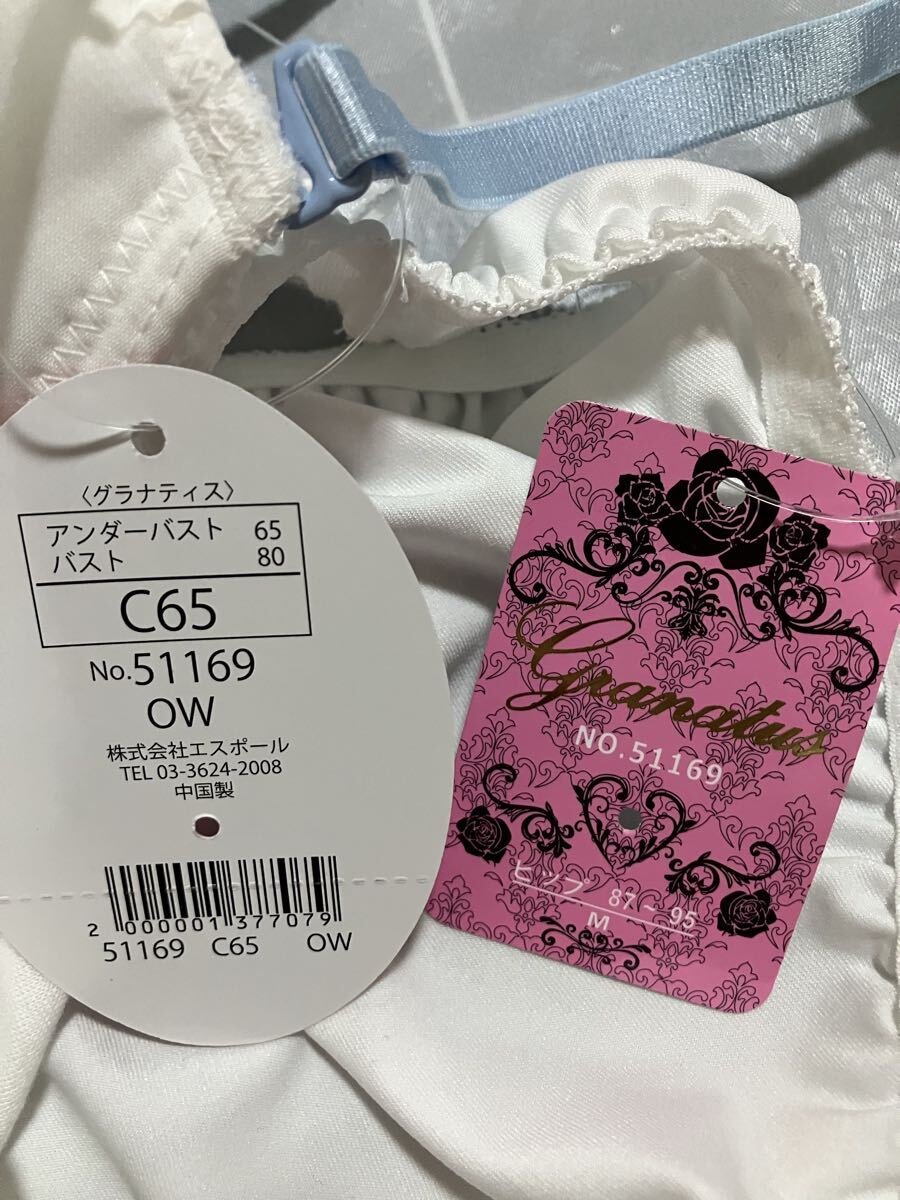 〈グラナティス〉
アンダーバスト 65
バスト 80
C65
No.51169
OW
株式会社エスポール
TEL 03-3624-2008
中国製
2 000001 377079
51169 C65 OW
Granatus
NO.51169
ヒップ 87～95
M